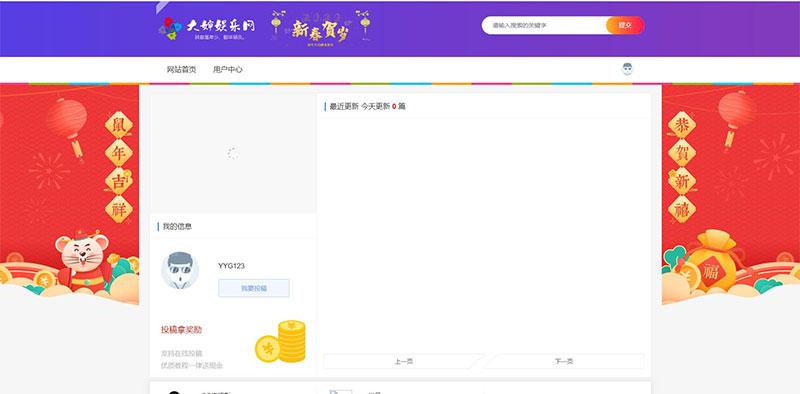 大婶娱乐网
2020
新春贺岁
请输入搜索的关键字
提交
网站首页
用户中心
鼠年吉祥
恭贺新禧
最近更新 今天更新 0 篇
我的信息
YYG123
我要投稿
投稿拿奖励
支持在线投稿
优质教程一律送现金
福
上一页
下一页